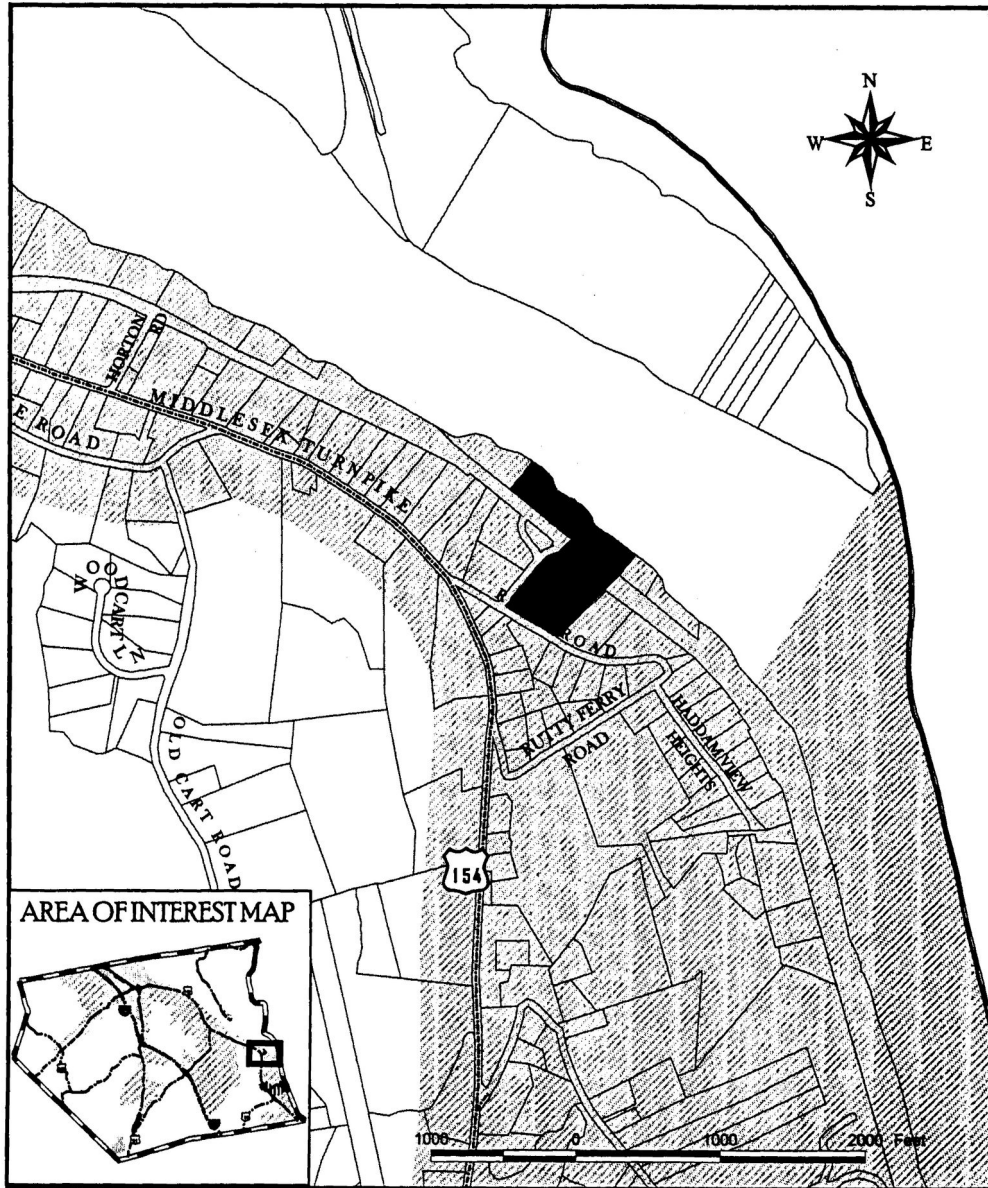 N
W E
S
HORTON
RD
MIDDLESEX TURNPIKE
E ROAD
WOODCART LN
ROAD
RUTTY FERRY
ROAD
HADDAMVIEW
HEIGHTS
OLD CART ROAD
154
AREA OF INTEREST MAP
1000 0 1000 2000 Feet